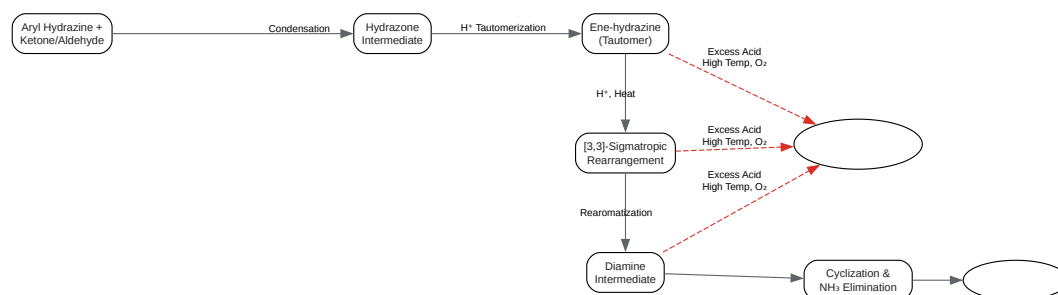 Aryl Hydrazine +
Ketone/Aldehyde
Condensation
Hydrazone
Intermediate
H⁺ Tautomerization
Ene-hydrazine
(Tautomer)
Excess Acid
High Temp, O₂
H⁺, Heat
[3,3]-Sigmatropic
Rearrangement
Excess Acid
High Temp, O₂
Excess Acid
High Temp, O₂
Rearomatization
Diamine
Intermediate
Cyclization &
NH₃ Elimination